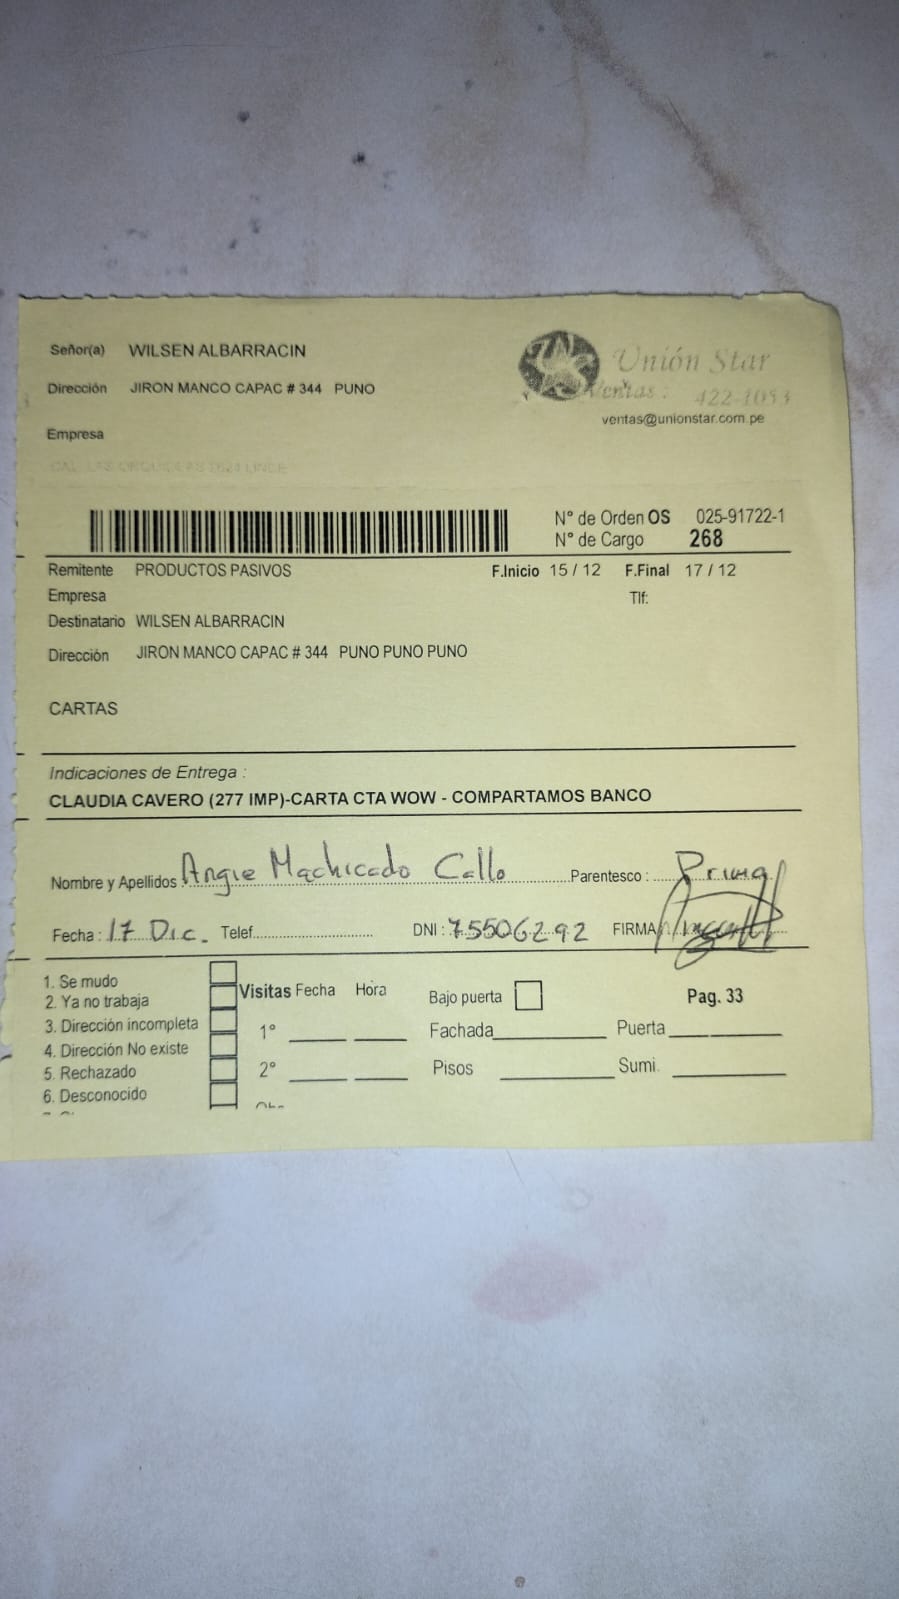 Señor(a) WILSEN ALBARRACIN
Unión Star
Dirección JIRON MANCO CAPAC # 344 PUNO
Ventas : 422-1093
ventas@unionstar.com.pe
Empresa
N° de Orden OS 025-91722-1
N° de Cargo 268
Remitente PRODUCTOS PASIVOS F.Inicio 15 / 12 F.Final 17 / 12
Empresa Tlf:
Destinatario WILSEN ALBARRACIN
Dirección JIRON MANCO CAPAC # 344 PUNO PUNO PUNO
CARTAS
Indicaciones de Entrega :
CLAUDIA CAVERO (277 IMP)-CARTA CTA WOW - COMPARTAMOS BANCO
Nombre y Apellidos : Angie Machicado Callo Parentesco : Prima
Fecha : 17 Dic. Telef. DNI : 75506292 FIRMA
1. Se mudo
2. Ya no trabaja
3. Dirección incompleta
4. Dirección No existe
5. Rechazado
6. Desconocido
Visitas Fecha Hora
1°
2°
Bajo puerta Pag. 33
Fachada Puerta
Pisos Sumi.